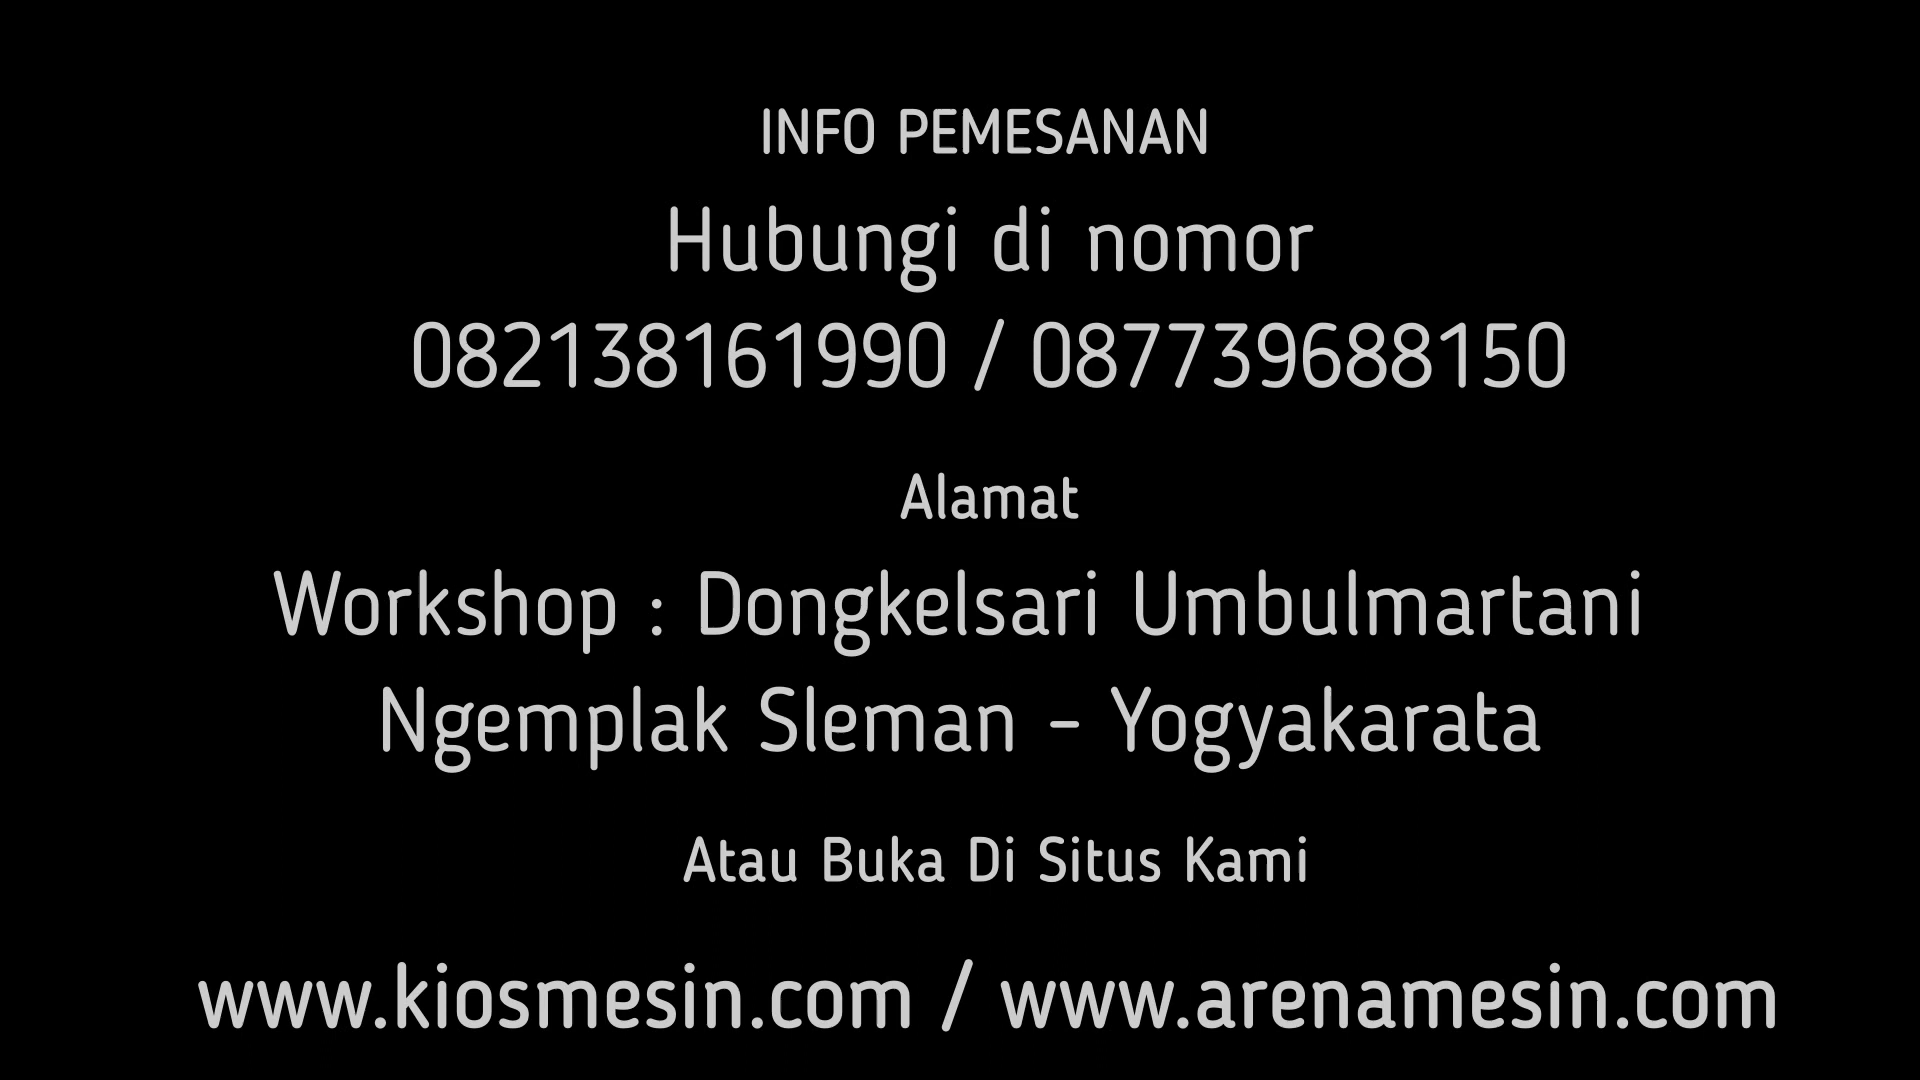 INFO PEMESANAN
Hubungi di nomor
082138161990 / 087739688150
Alamat
Workshop : Dongkelsari Umbulmartani
Ngemplak Sleman - Yogyakarata
Atau Buka Di Situs Kami
www.kiosmesin.com / www.arenamesin.com